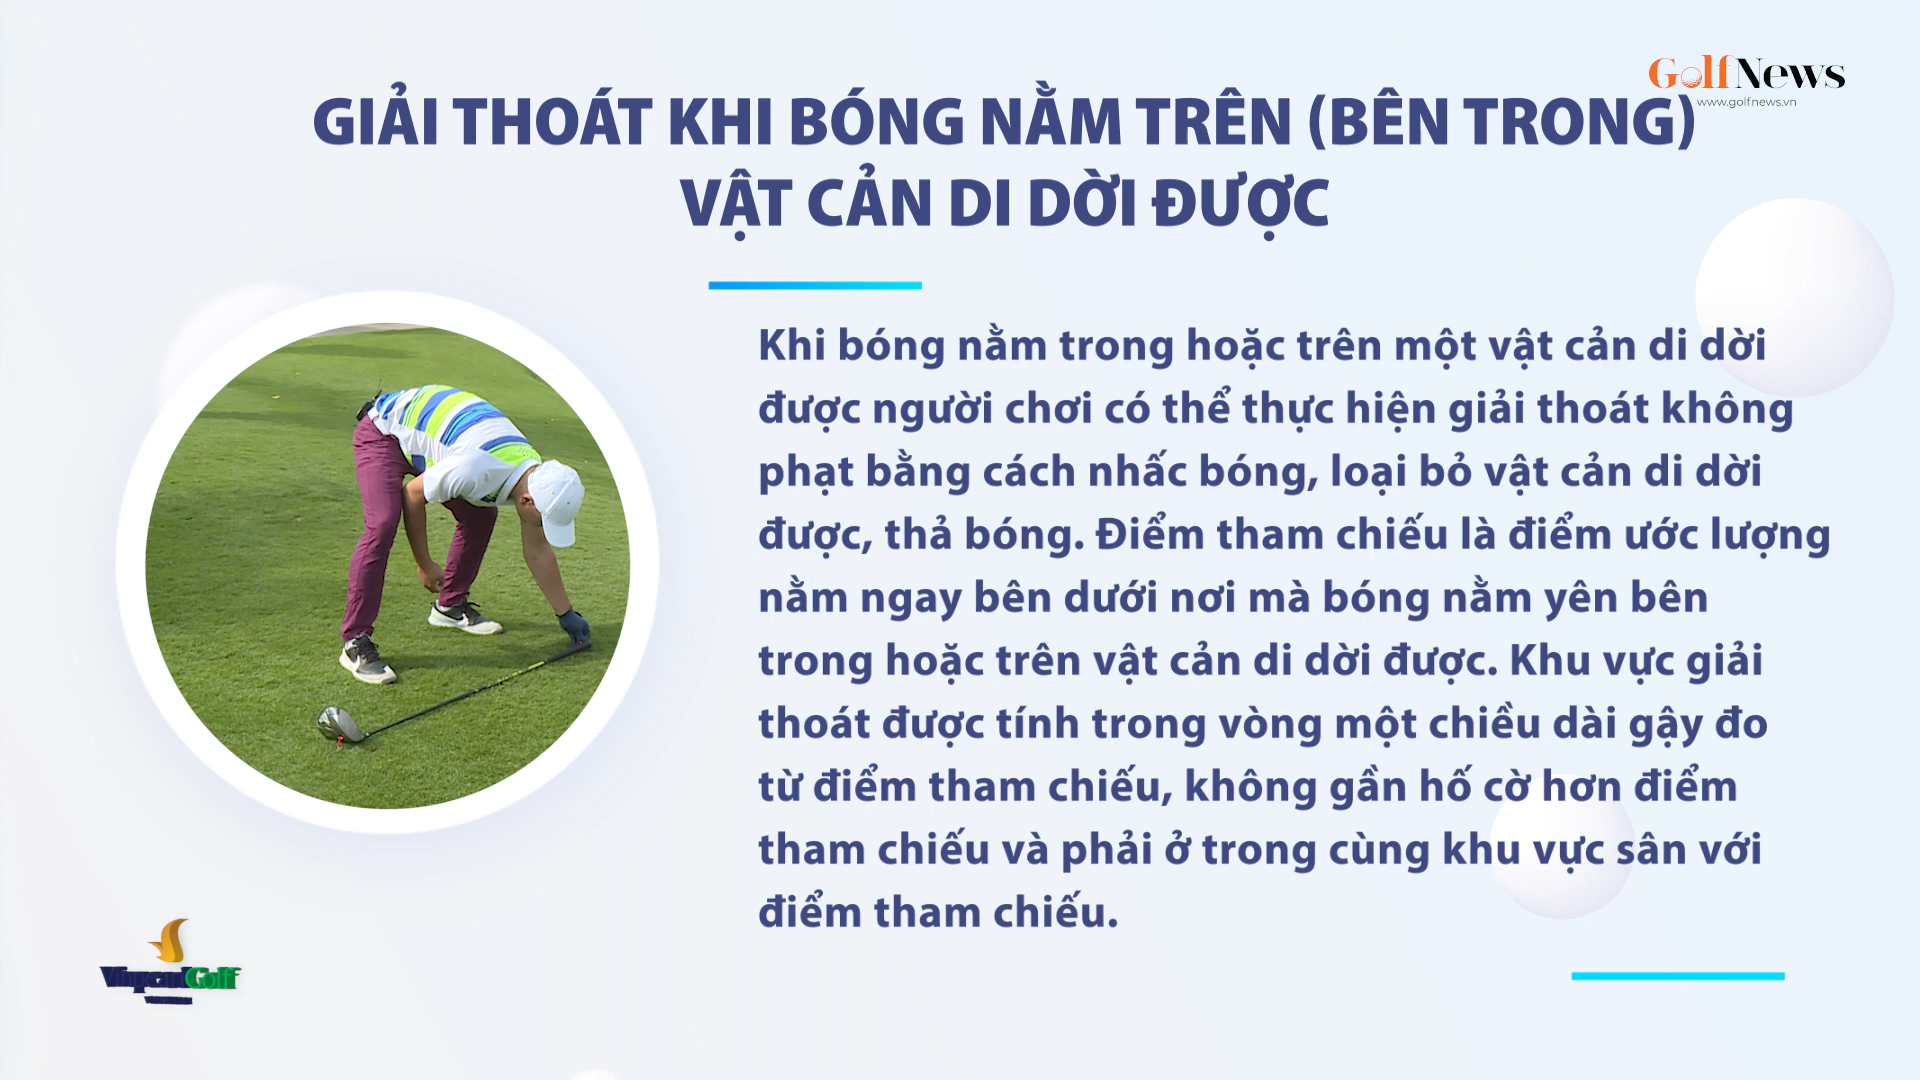 GolfNews
www.golfnews.vn
GIẢI THOÁT KHI BÓNG NẰM TRÊN (BÊN TRONG)
VẬT CẢN DI DỜI ĐƯỢC
Khi bóng nằm trong hoặc trên một vật cản di dời
được người chơi có thể thực hiện giải thoát không
phạt bằng cách nhấc bóng, loại bỏ vật cản di dời
được, thả bóng. Điểm tham chiếu là điểm ước lượng
nằm ngay bên dưới nơi mà bóng nằm yên bên
trong hoặc trên vật cản di dời được. Khu vực giải
thoát được tính trong vòng một chiều dài gậy đo
từ điểm tham chiếu, không gần hố cờ hơn điểm
tham chiếu và phải ở trong cùng khu vực sân với
điểm tham chiếu.
VinpearlGolf